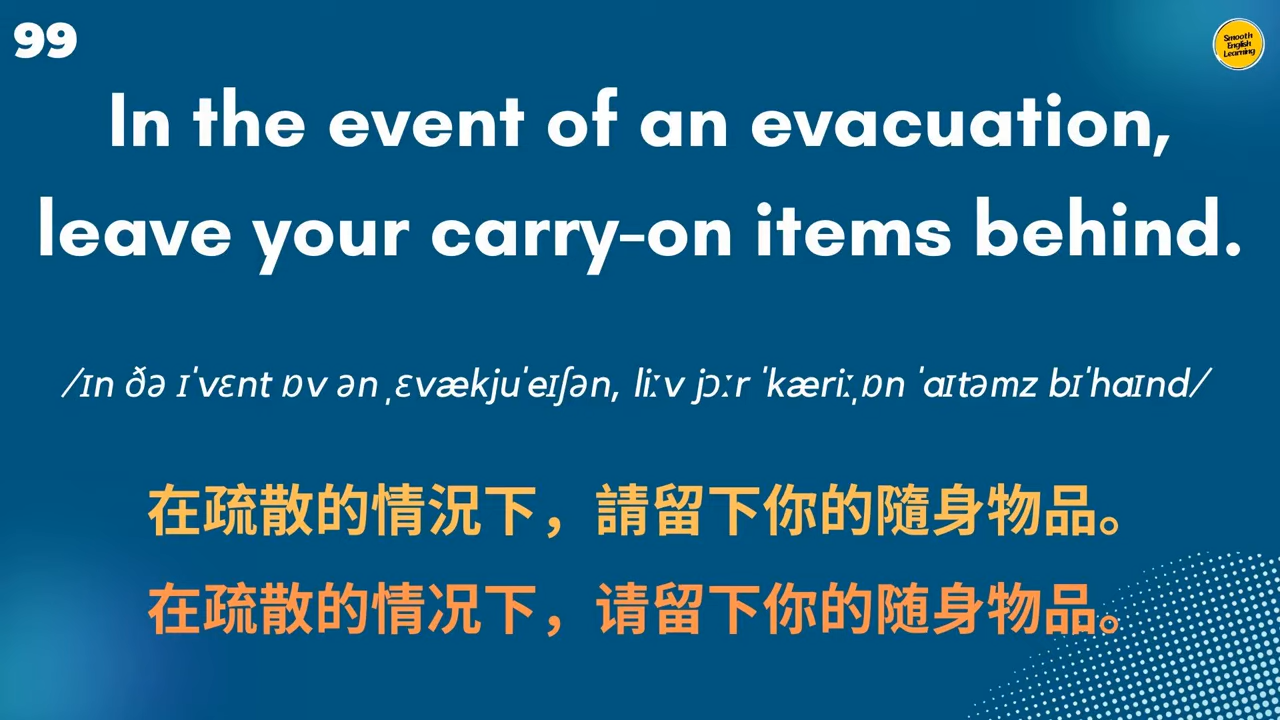 99
Smooth
English
Learning
In the event of an evacuation,
leave your carry-on items behind.
/ɪn ðə ɪˈvɛnt ɒv ən ˌɛvækjuˈeɪʃən, liːv jɔːr ˈkæriːˌɒn ˈaɪtəmz bɪˈhaɪnd/
在疏散的情況下，請留下你的隨身物品。
在疏散的情况下，请留下你的随身物品。